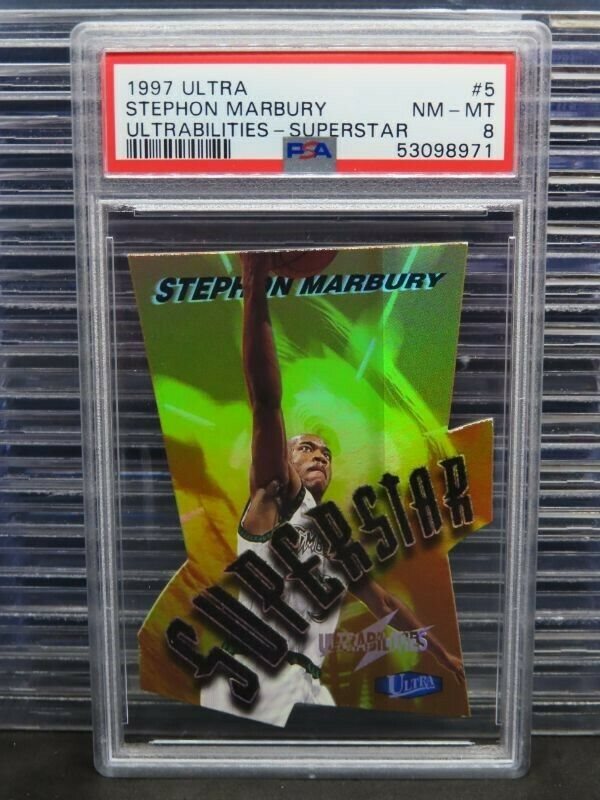 1997 ULTRA #5
STEPHON MARBURY NM-MT
ULTRABILITIES-SUPERSTAR 8
PSA 53098971
STEPHON MARBURY
SUPERSTAR
ULTRABILITIES
ULTRA